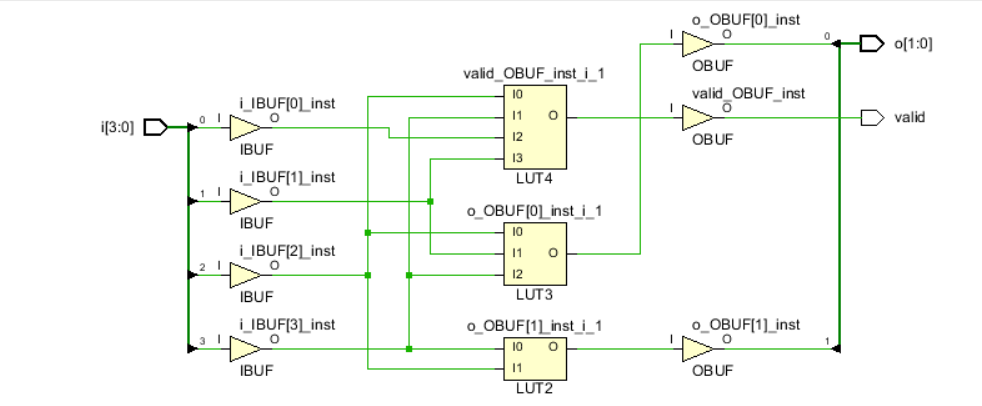 o_OBUF[0]_inst
I O 0 o[1:0]
OBUF
valid_OBUF_inst_i_1
valid_OBUF_inst
I O valid
OBUF
I0
I1 O
I2
I3
LUT4
i_IBUF[0]_inst
i[3:0] 0 I O
IBUF
i_IBUF[1]_inst
1 I O
IBUF
o_OBUF[0]_inst_i_1
I0
I1 O
I2
LUT3
i_IBUF[2]_inst
2 I O
IBUF
i_IBUF[3]_inst
3 I O
IBUF
o_OBUF[1]_inst_i_1
I0 O
I1
LUT2
o_OBUF[1]_inst
I O 1
OBUF